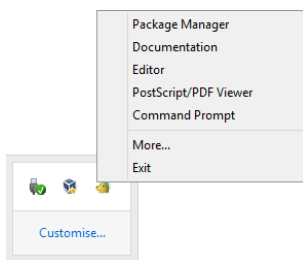 Package Manager
Documentation
Editor
PostScript/PDF Viewer
Command Prompt
More...
Exit
Customise...